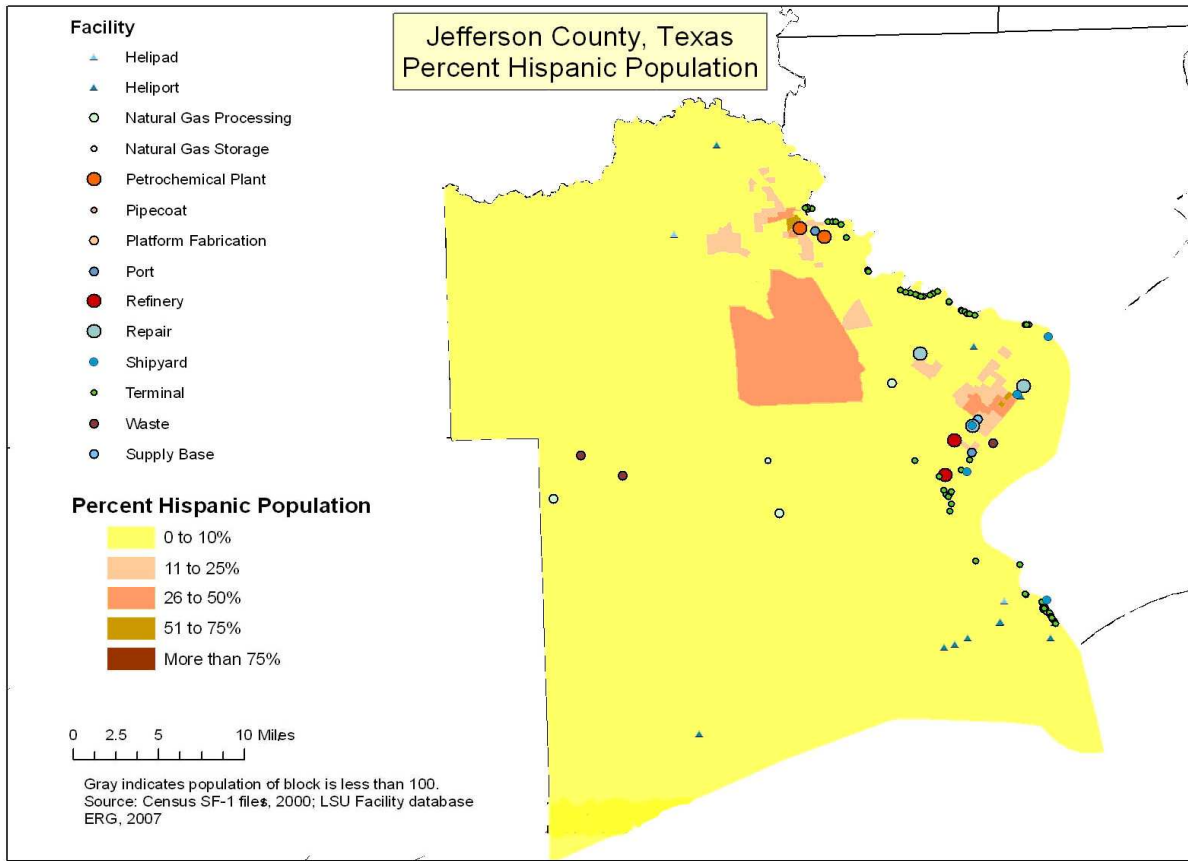 Jefferson County, Texas
Percent Hispanic Population
Facility
Helipad
Heliport
Natural Gas Processing
Natural Gas Storage
Petrochemical Plant
Pipecoat
Platform Fabrication
Port
Refinery
Repair
Shipyard
Terminal
Waste
Supply Base
Percent Hispanic Population
0 to 10%
11 to 25%
26 to 50%
51 to 75%
More than 75%
0 2.5 5 10 Miles
Gray indicates population of block is less than 100.
Source: Census SF-1 files, 2000; LSU Facility database
ERG, 2007